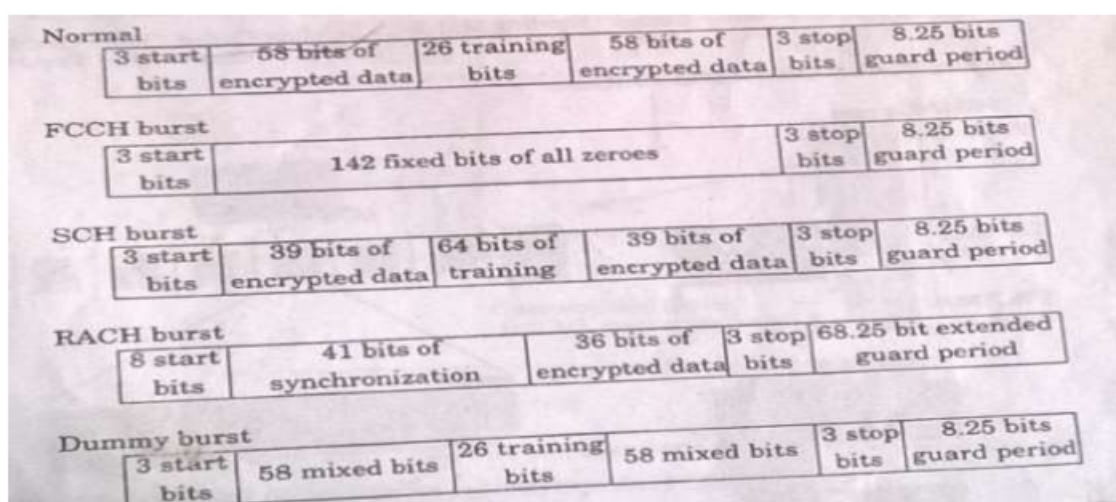 Normal
3 start 58 bits of 26 training 58 bits of 3 stop 8.25 bits
bits encrypted data bits encrypted data bits guard period
FCCH burst
3 start 142 fixed bits of all zeroes 3 stop 8.25 bits
bits bits guard period
SCH burst
3 start 39 bits of 64 bits of 39 bits of 3 stop 8.25 bits
bits encrypted data training encrypted data bits guard period
RACH burst
8 start 41 bits of 36 bits of 3 stop 68.25 bit extended
bits synchronization encrypted data bits guard period
Dummy burst
3 start 58 mixed bits 26 training 58 mixed bits 3 stop 8.25 bits
bits bits bits guard period